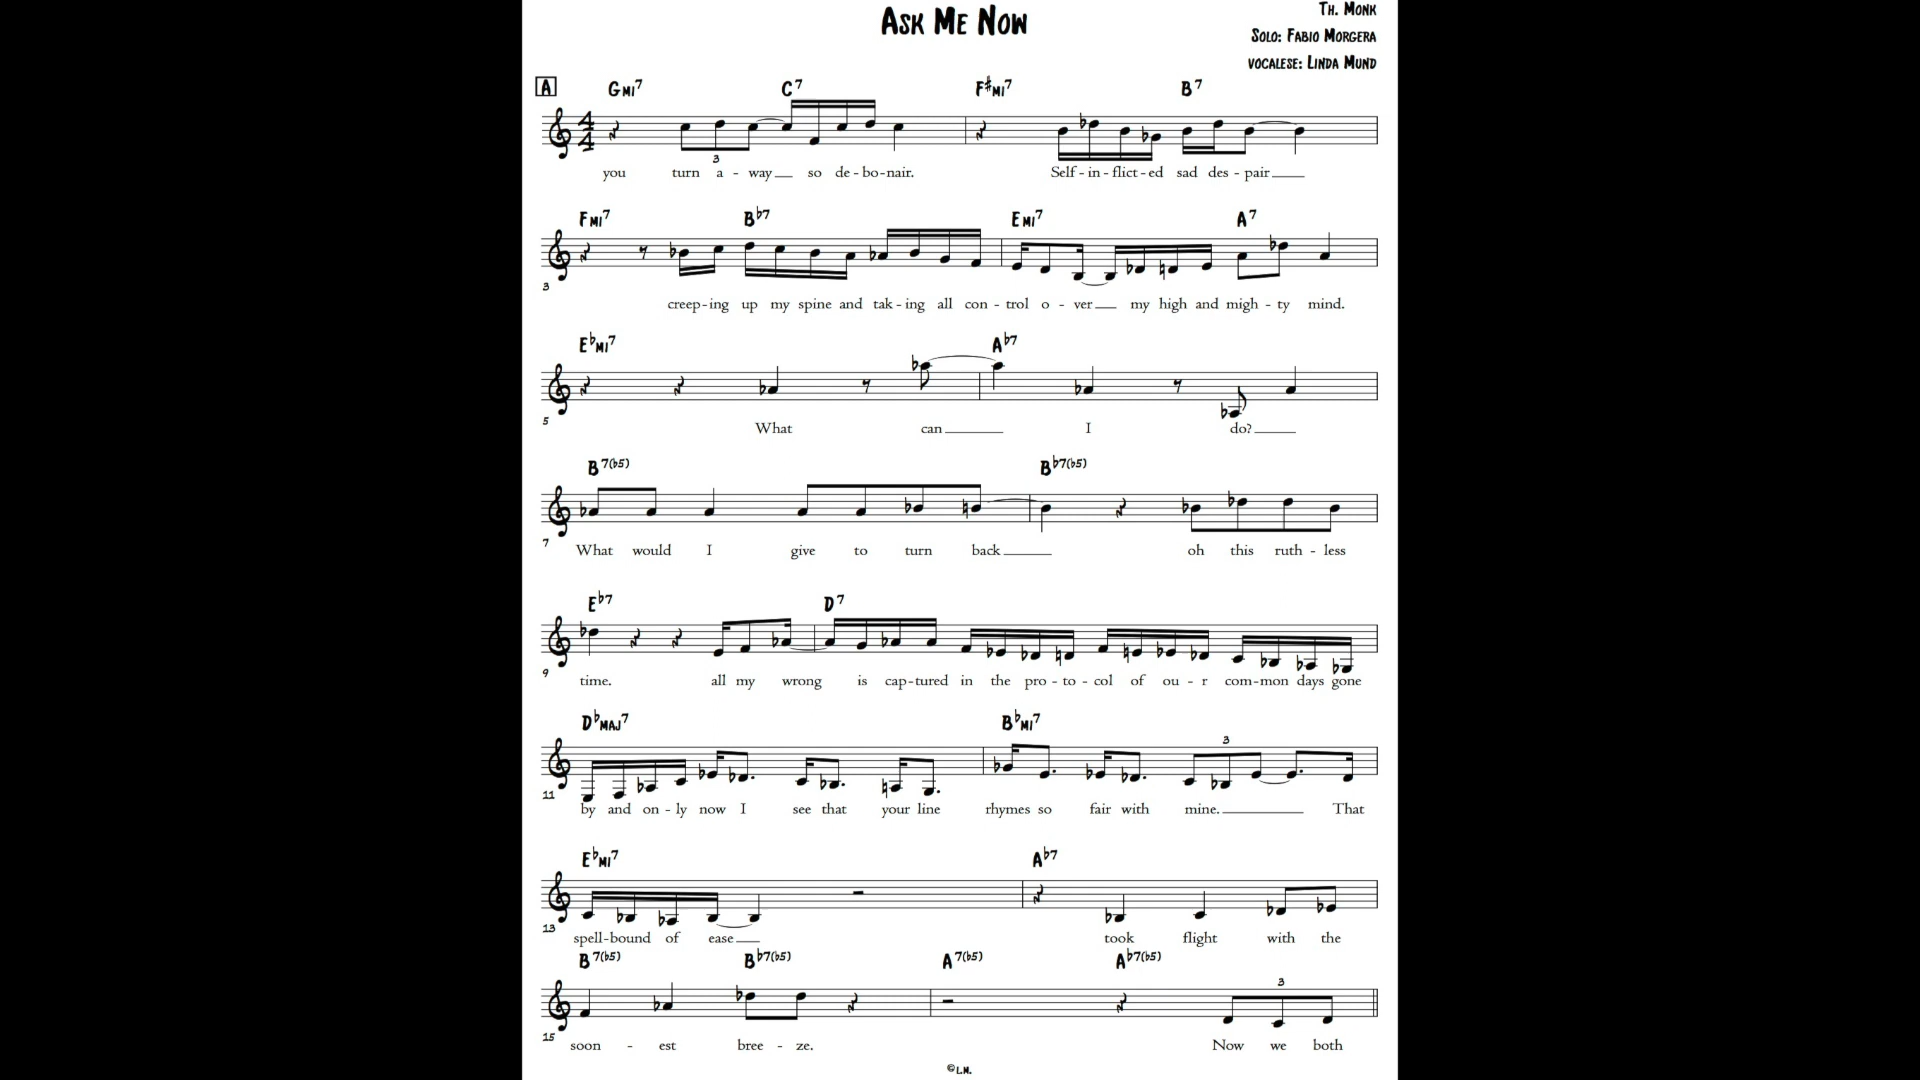 Ask Me Now
Th. Monk
Solo: Fabio Morgera
vocalese: Linda Mund
A
Gmi7 C7 F♯mi7 B7
4
4
3
you turn a - way so de - bo - nair. Self - in - flict - ed sad des - pair
Fmi7 B♭7 Emi7 A7
3
creep - ing up my spine and tak - ing all con - trol o - ver my high and migh - ty mind.
E♭mi7 A♭7
5
What can I do?
B7(♭5) B♭7(♭5)
7
What would I give to turn back oh this ruth - less
E♭7 D7
9
time. all my wrong is cap - tured in the pro - to - col of ou - r com - mon days gone
D♭maj7 B♭mi7
3
11
by and on - ly now I see that your line rhymes so fair with mine. That
E♭mi7 A♭7
13
spell - bound of ease took flight with the
B7(♭5) B♭7(♭5) A7(♭5) A♭7(♭5)
3
15
soon - est bree - ze. Now we both
©L.M.